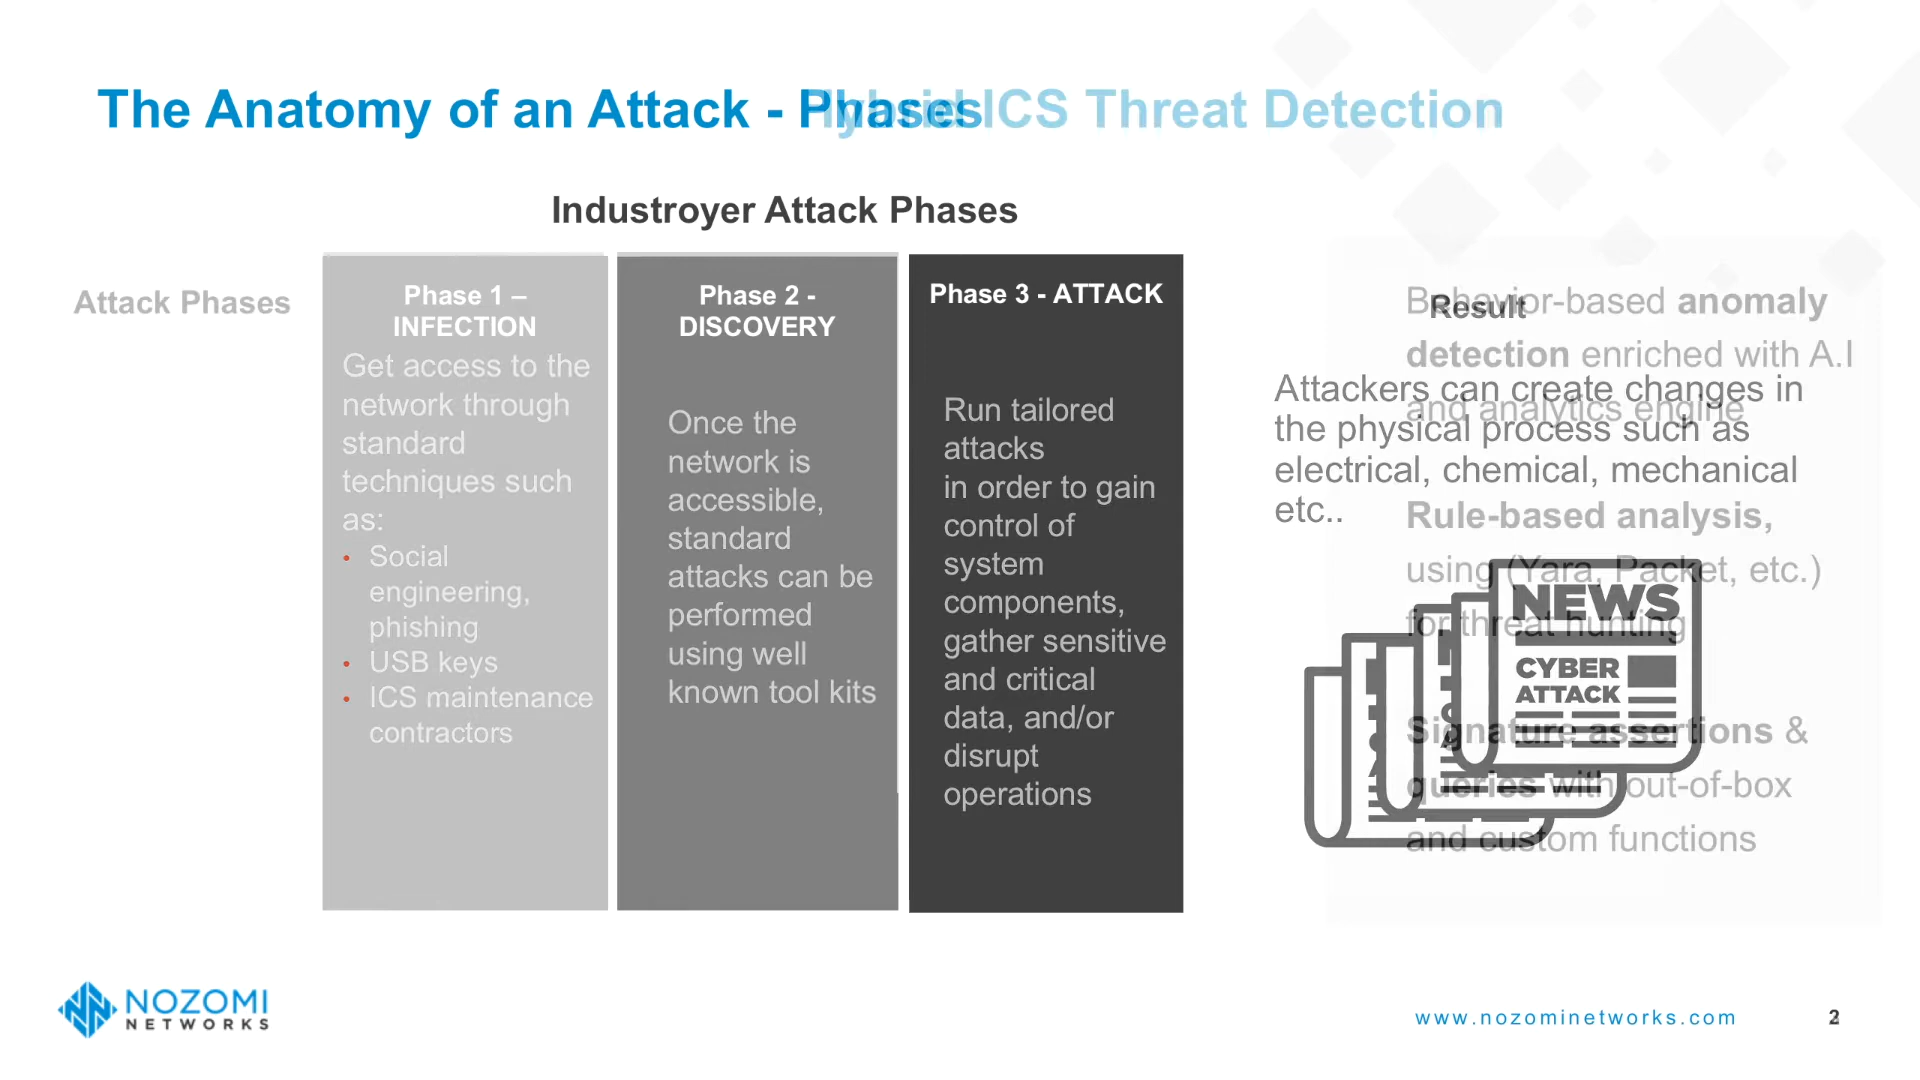 The Anatomy of an Attack - Phases
Hybrid ICS Threat Detection
Industroyer Attack Phases
Attack Phases
Phase 1 –
INFECTION
Get access to the
network through
standard
techniques such
as:
• Social
engineering,
phishing
• USB keys
• ICS maintenance
contractors
Phase 2 -
DISCOVERY
Once the
network is
accessible,
standard
attacks can be
performed
using well
known tool kits
Phase 3 - ATTACK
Run tailored
attacks
in order to gain
control of
system
components,
gather sensitive
and critical
data, and/or
disrupt
operations
Result
Attackers can create changes in
the physical process such as
electrical, chemical, mechanical
etc..
NEWS
CYBER
ATTACK
Behavior-based anomaly
detection enriched with A.I
and analytics engine
Rule-based analysis,
using (Yara, Packet, etc.)
for threat hunting
Signature assertions &
queries with out-of-box
and custom functions
NOZOMI
NETWORKS
www.nozominetworks.com
2